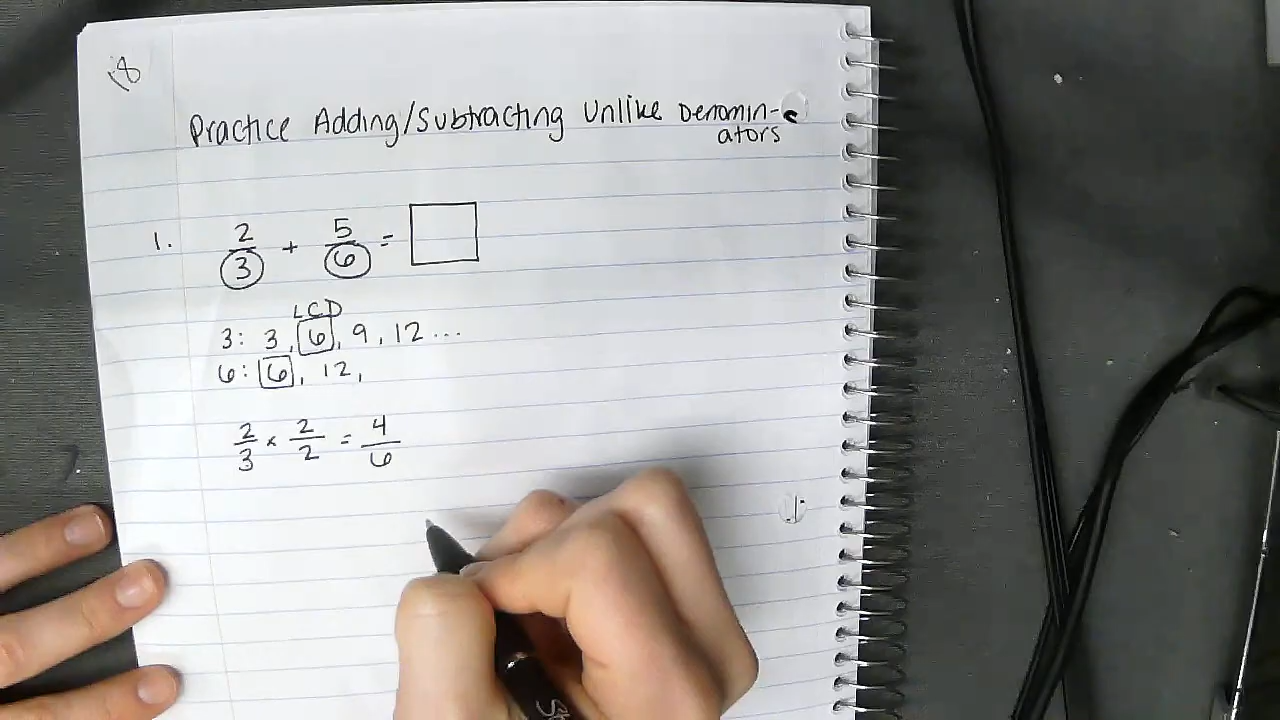 18
Practice Adding/Subtracting Unlike Denomin-
ators
1. 2/3 + 5/6 =
LCD
3: 3, 6, 9, 12...
6: 6, 12,
2/3 x 2/2 = 4/6